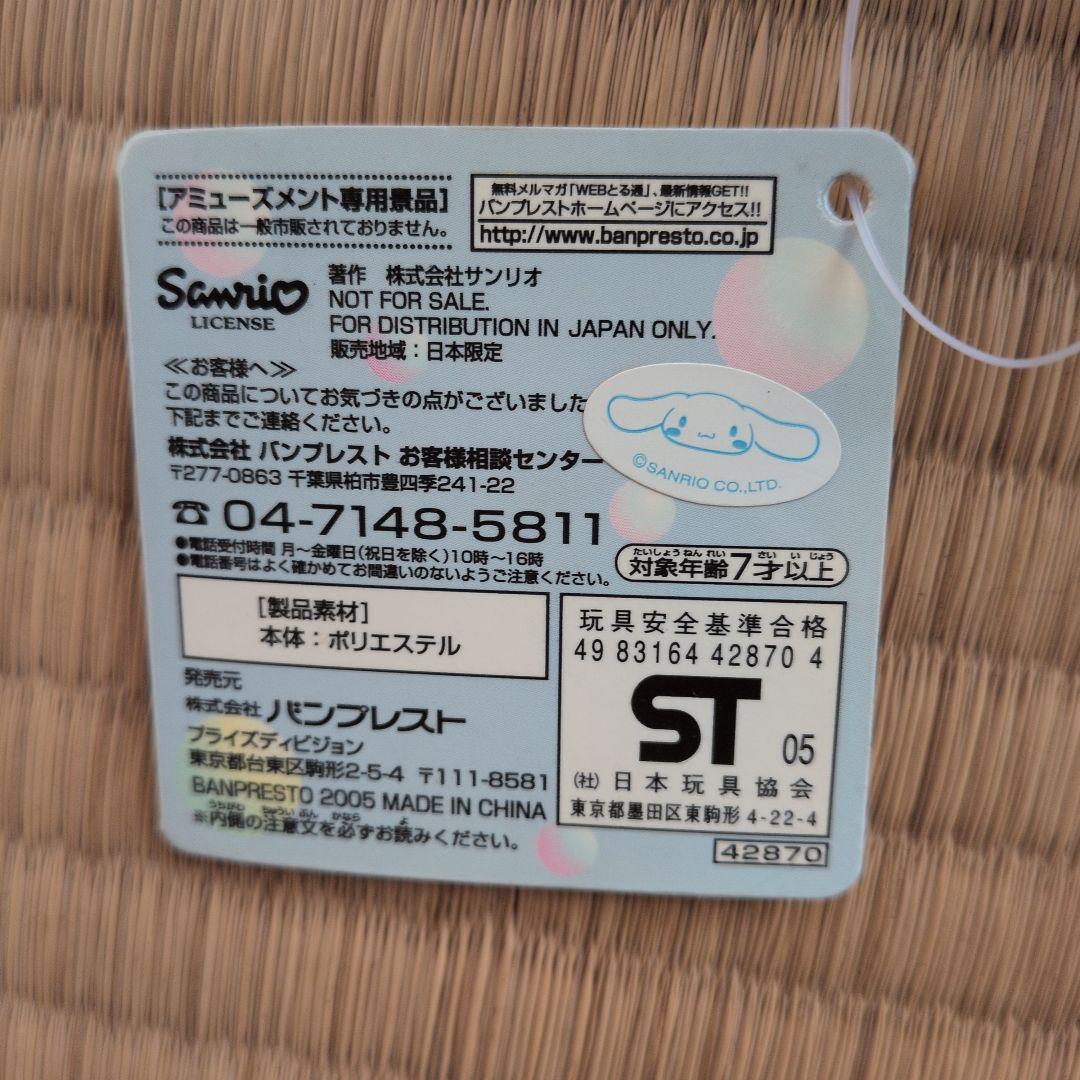 [アミューズメント専用景品]
この商品は一般市販されておりません。
無料メルマガ「WEBとる通」、最新情報GET!!
バンプレストホームページにアクセス!!
http://www.banpresto.co.jp
Sanrio
LICENSE
著作 株式会社サンリオ
NOT FOR SALE.
FOR DISTRIBUTION IN JAPAN ONLY.
販売地域：日本限定
≪お客様へ≫
この商品についてお気づきの点がございました
下記までご連絡ください。
株式会社 バンプレスト お客様相談センター
〒277-0863 千葉県柏市豊四季241-22
☎ 04-7148-5811
●電話受付時間 月～金曜日(祝日を除く)10時～16時
●電話番号はよく確かめてお間違いのないようご注意ください。
©SANRIO CO.,LTD.
たいしょうねんれい さい いじょう
対象年齢7才以上
[製品素材]
本体：ポリエステル
発売元
株式会社 バンプレスト
プライズディビジョン
東京都台東区駒形2-5-4 〒111-8581
BANPRESTO 2005 MADE IN CHINA
うちがわ ちゅういぶん かなら よ
※内側の注意文を必ずお読みください。
玩具安全基準合格
49 83164 42870 4
ST 05
(社)日本玩具協会
東京都墨田区東駒形 4-22-4
42870